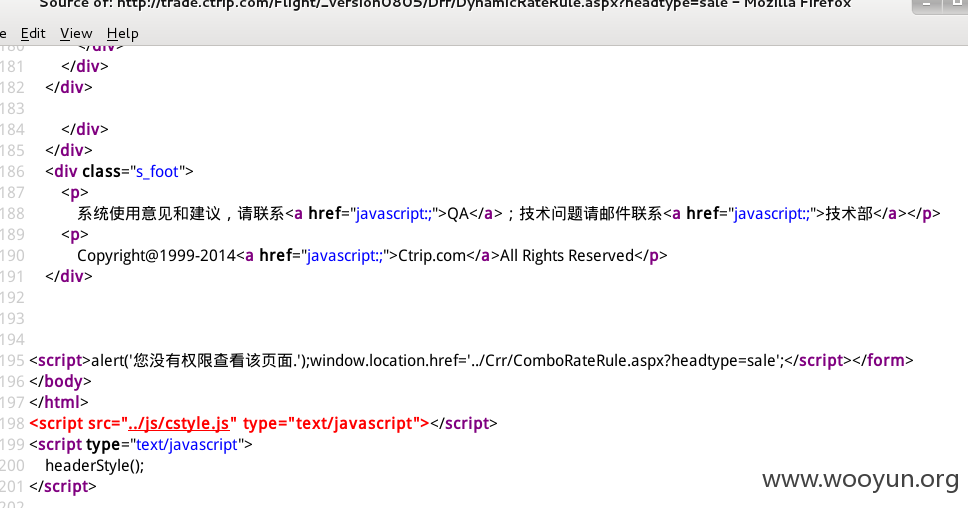 Source of: http://trade.ctrip.com/Flight/_version0805/Drr/DynamicRateRule.aspx?headtype=sale - Mozilla Firefox
e Edit View Help
180 </div>
181 </div>
182 </div>
183
184 </div>
185 </div>
186 <div class="s_foot">
187 <p>
188 系统使用意见和建议，请联系<a href="javascript:;">QA</a>；技术问题请邮件联系<a href="javascript:;">技术部</a></p>
189 <p>
190 Copyright@1999-2014<a href="javascript:;">Ctrip.com</a>All Rights Reserved</p>
191 </div>
192
193
194
195 <script>alert('您没有权限查看该页面.');window.location.href='../Crr/ComboRateRule.aspx?headtype=sale';</script></form>
196 </body>
197 </html>
198 <script src="../js/cstyle.js" type="text/javascript"></script>
199 <script type="text/javascript">
200 headerStyle();
201 </script>
202
www.wooyun.org